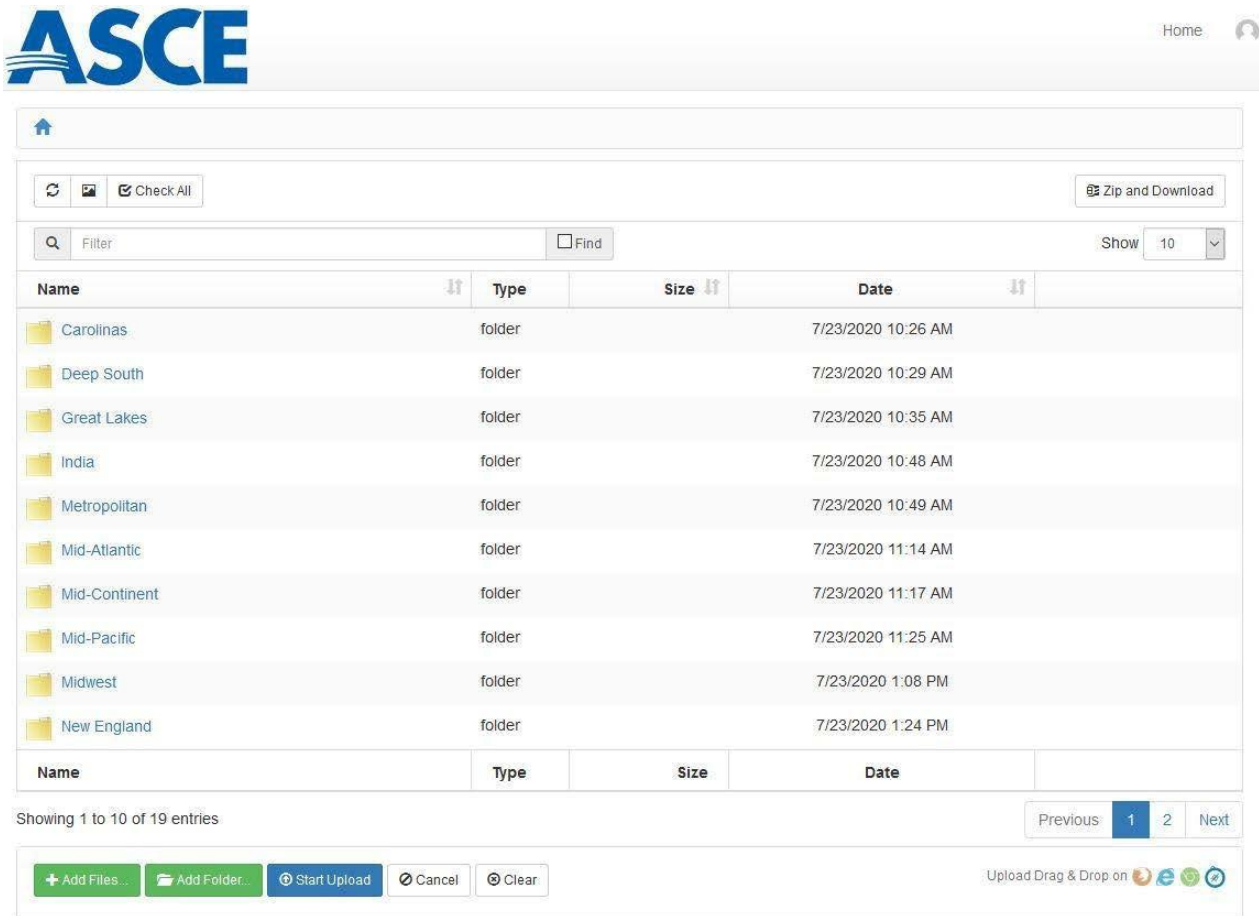 ASCE
Home
Check All
Zip and Download
Filter
Find
Show 10
Name Type Size Date
Carolinas folder 7/23/2020 10:26 AM
Deep South folder 7/23/2020 10:29 AM
Great Lakes folder 7/23/2020 10:35 AM
India folder 7/23/2020 10:48 AM
Metropolitan folder 7/23/2020 10:49 AM
Mid-Atlantic folder 7/23/2020 11:14 AM
Mid-Continent folder 7/23/2020 11:17 AM
Mid-Pacific folder 7/23/2020 11:25 AM
Midwest folder 7/23/2020 1:08 PM
New England folder 7/23/2020 1:24 PM
Name Type Size Date
Showing 1 to 10 of 19 entries
Previous 1 2 Next
Add Files... Add Folder... Start Upload Cancel Clear
Upload Drag & Drop on